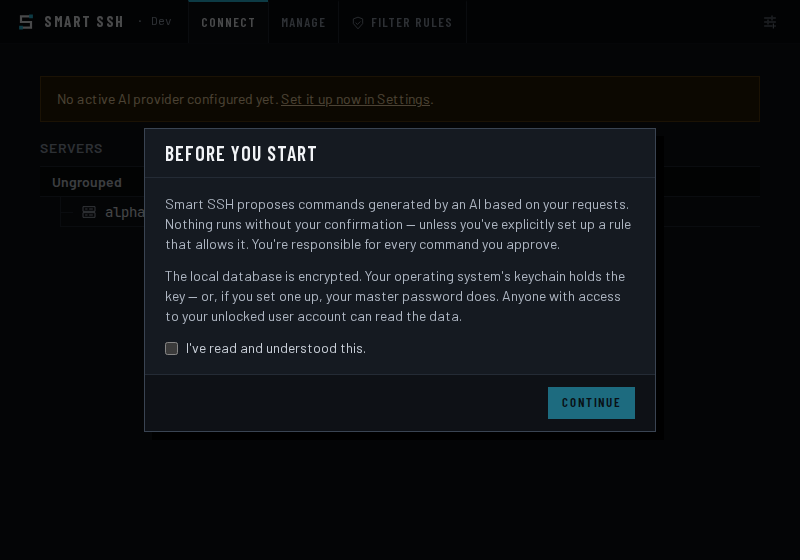 SMART SSH · Dev CONNECT MANAGE FILTER RULES
No active AI provider configured yet. Set it up now in Settings.
SERVERS
Ungrouped
alpha
BEFORE YOU START
Smart SSH proposes commands generated by an AI based on your requests.
Nothing runs without your confirmation — unless you've explicitly set up a rule
that allows it. You're responsible for every command you approve.
The local database is encrypted. Your operating system's keychain holds the
key — or, if you set one up, your master password does. Anyone with access
to your unlocked user account can read the data.
I've read and understood this.
CONTINUE